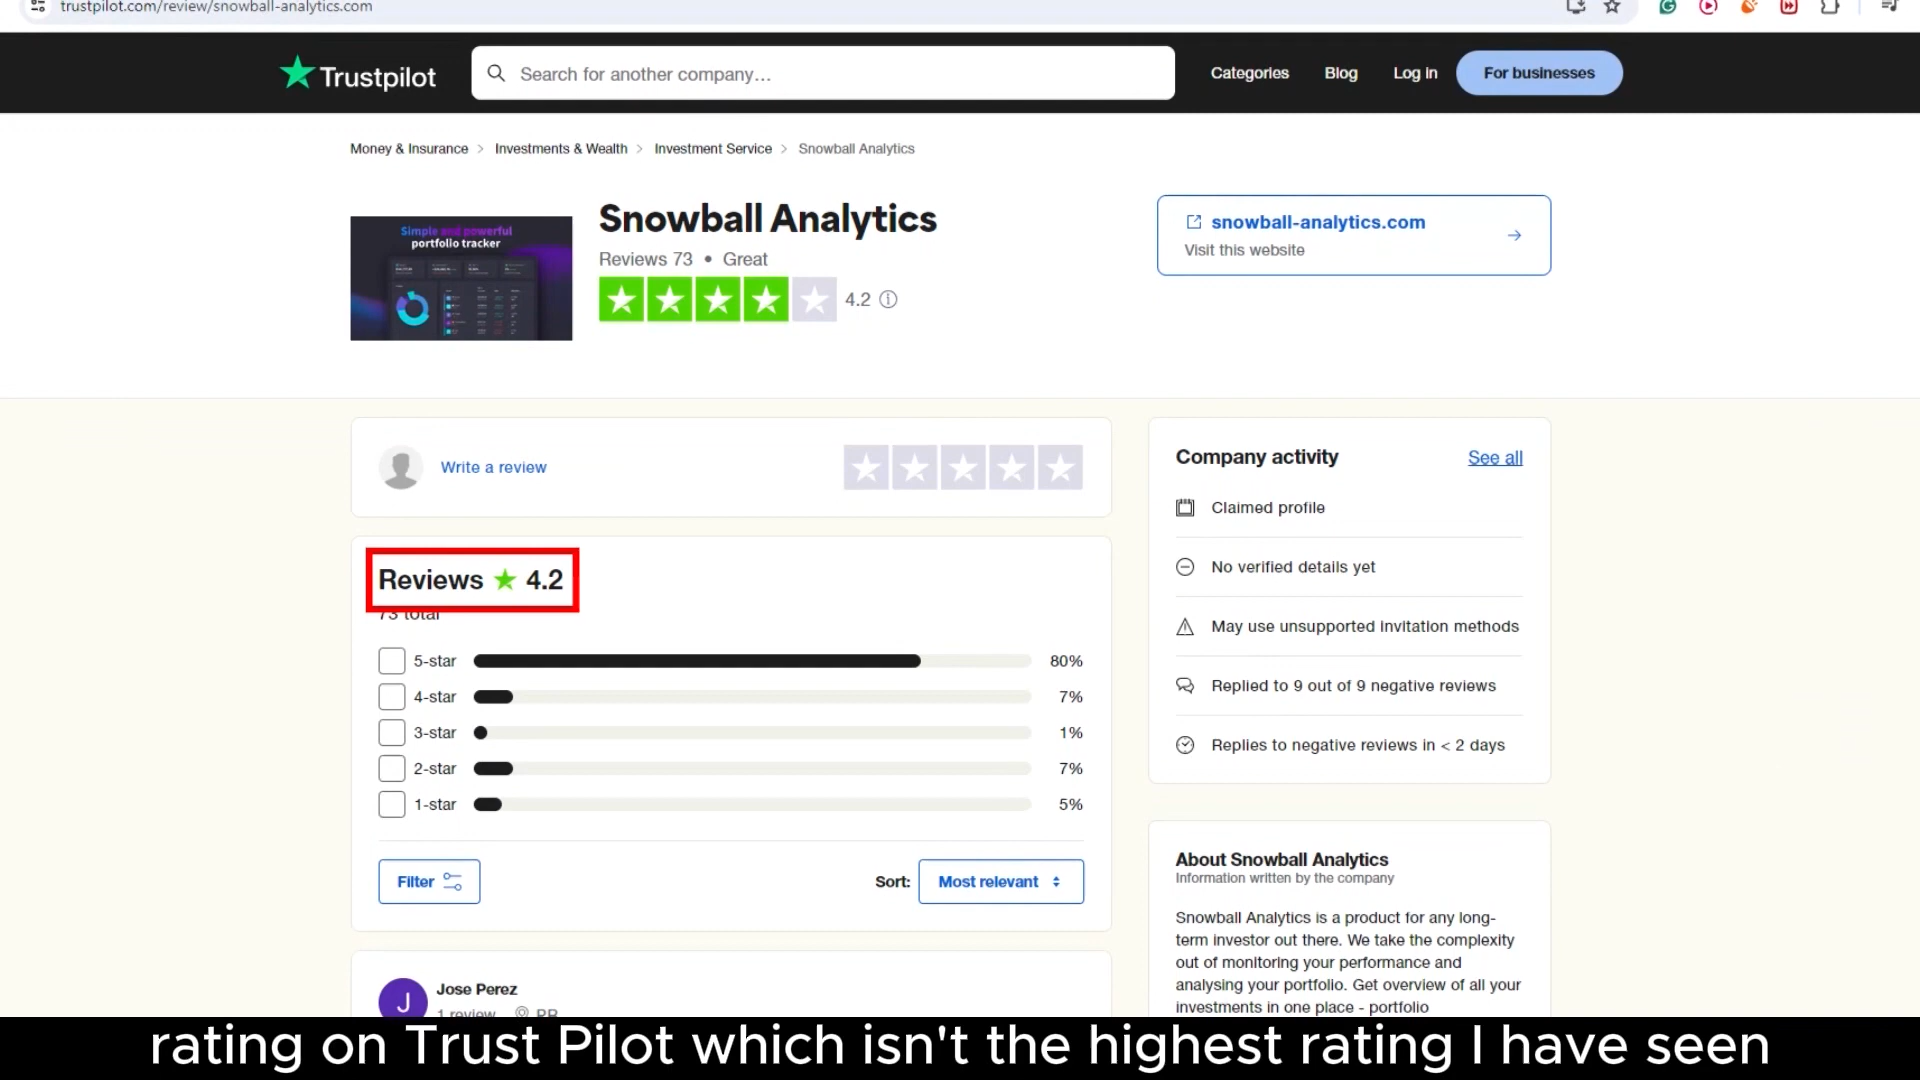 trustpilot.com/review/snowball-analytics.com
Trustpilot
Search for another company...
Categories
Blog
Log in
For businesses
Money & Insurance > Investments & Wealth > Investment Service > Snowball Analytics
Simple and powerful
portfolio tracker
Snowball Analytics
Reviews 73 • Great
4.2
snowball-analytics.com
Visit this website
Write a review
Reviews ★ 4.2
73 total
5-star 80%
4-star 7%
3-star 1%
2-star 7%
1-star 5%
Filter
Sort: Most relevant
J
Jose Perez
1 review PR
Company activity
See all
Claimed profile
No verified details yet
May use unsupported invitation methods
Replied to 9 out of 9 negative reviews
Replies to negative reviews in < 2 days
About Snowball Analytics
Information written by the company
Snowball Analytics is a product for any long-
term investor out there. We take the complexity
out of monitoring your performance and
analysing your portfolio. Get overview of all your
investments in one place - portfolio
rating on Trust Pilot which isn't the highest rating I have seen